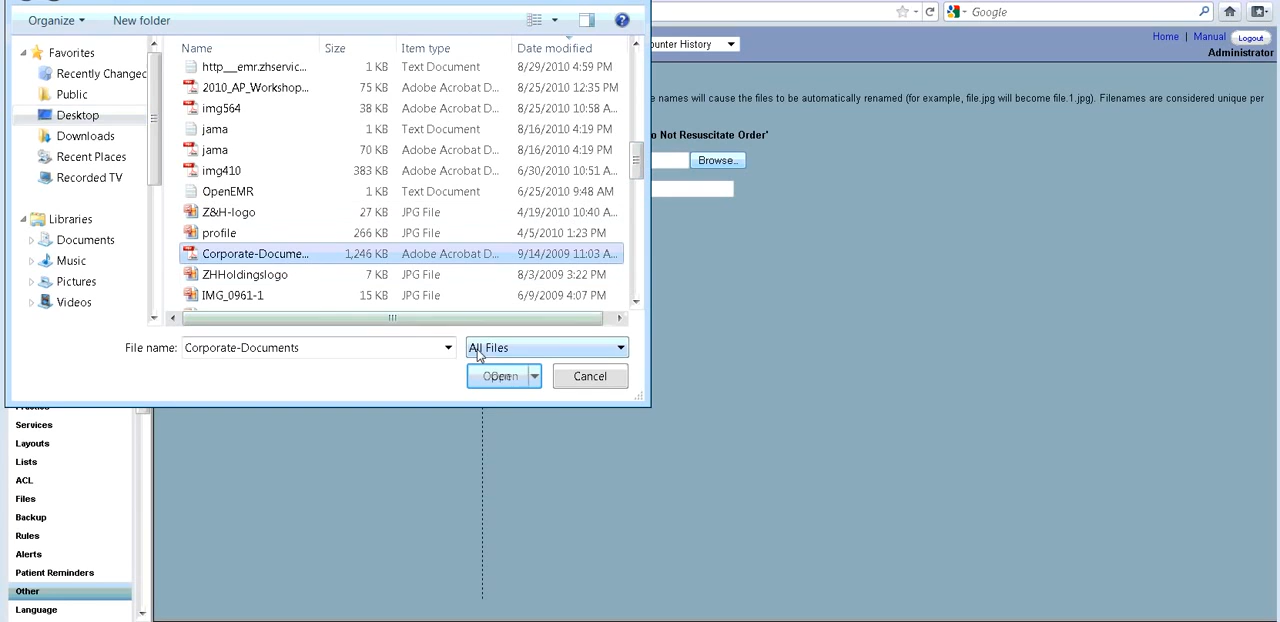 Organize New folder
Google
Name Size Item type Date modified
unter History
Home | Manual Logout
Administrator
Favorites
Recently Changed
Public
Desktop
Downloads
Recent Places
Recorded TV
Libraries
Documents
Music
Pictures
Videos
http__emr.zhservic... 1 KB Text Document 8/29/2010 4:59 PM
2010_AP_Workshop... 75 KB Adobe Acrobat D... 8/25/2010 12:35 PM
img564 38 KB Adobe Acrobat D... 8/25/2010 10:58 A...
jama 1 KB Text Document 8/16/2010 4:19 PM
jama 70 KB Adobe Acrobat D... 8/16/2010 4:19 PM
img410 383 KB Adobe Acrobat D... 6/30/2010 10:51 A...
OpenEMR 1 KB Text Document 6/25/2010 9:48 AM
Z&H-logo 27 KB JPG File 4/19/2010 10:40 A...
profile 266 KB JPG File 4/5/2010 1:23 PM
Corporate-Docume... 1,246 KB Adobe Acrobat D... 9/14/2009 11:03 A...
ZHHoldingslogo 7 KB JPG File 8/3/2009 3:22 PM
IMG_0961-1 15 KB JPG File 6/9/2009 4:07 PM
e names will cause the files to be automatically renamed (for example, file.jpg will become file.1.jpg). Filenames are considered unique per
o Not Resuscitate Order'
Browse...
File name: Corporate-Documents All Files
Open Cancel
Practice
Services
Layouts
Lists
ACL
Files
Backup
Rules
Alerts
Patient Reminders
Other
Language